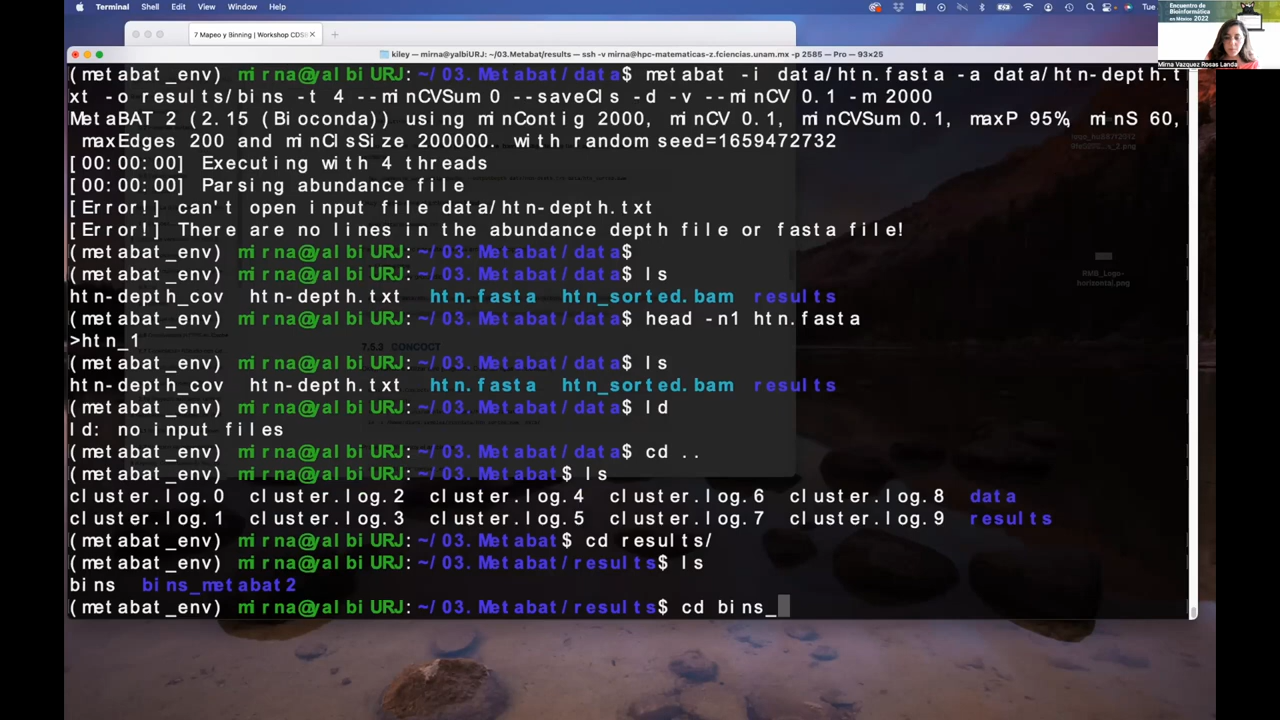 Terminal Shell Edit View Window Help
Tue
Encuentro de
Bioinformática
en México 2022
Mirna Vazquez Rosas Landa
7 Mapeo y Binning | Workshop CDSB
kiley — mirna@yalbiURJ: ~/03.Metabat/results — ssh -v mirna@hpc-matematicas-z.fciencias.unam.mx -p 2585 — Pro — 93×25
(metabat_env) mirna@yalbiURJ:~/03.Metabat/data$ metabat -i data/htn.fasta -a data/htn-depth.t
xt -o results/bins -t 4 --minCVSum 0 --saveCls -d -v --minCV 0.1 -m 2000
MetaBAT 2 (2.15 (Bioconda)) using minContig 2000, minCV 0.1, minCVSum 0.1, maxP 95%, minS 60,
maxEdges 200 and minClsSize 200000. with random seed=1659472732
[00:00:00] Executing with 4 threads
[00:00:00] Parsing abundance file
[Error!] can't open input file data/htn-depth.txt
[Error!] There are no lines in the abundance depth file or fasta file!
(metabat_env) mirna@yalbiURJ:~/03.Metabat/data$
(metabat_env) mirna@yalbiURJ:~/03.Metabat/data$ ls
htn-depth_cov htn-depth.txt htn.fasta htn_sorted.bam results
(metabat_env) mirna@yalbiURJ:~/03.Metabat/data$ head -n1 htn.fasta
>htn_1
(metabat_env) mirna@yalbiURJ:~/03.Metabat/data$ ls
htn-depth_cov htn-depth.txt htn.fasta htn_sorted.bam results
(metabat_env) mirna@yalbiURJ:~/03.Metabat/data$ ld
ld: no input files
(metabat_env) mirna@yalbiURJ:~/03.Metabat/data$ cd ..
(metabat_env) mirna@yalbiURJ:~/03.Metabat$ ls
cluster.log.0 cluster.log.2 cluster.log.4 cluster.log.6 cluster.log.8 data
cluster.log.1 cluster.log.3 cluster.log.5 cluster.log.7 cluster.log.9 results
(metabat_env) mirna@yalbiURJ:~/03.Metabat$ cd results/
(metabat_env) mirna@yalbiURJ:~/03.Metabat/results$ ls
bins bins_metabat2
(metabat_env) mirna@yalbiURJ:~/03.Metabat/results$ cd bins_
7.5.3 CONCOCT
RMB_Logo-
horizontal.png